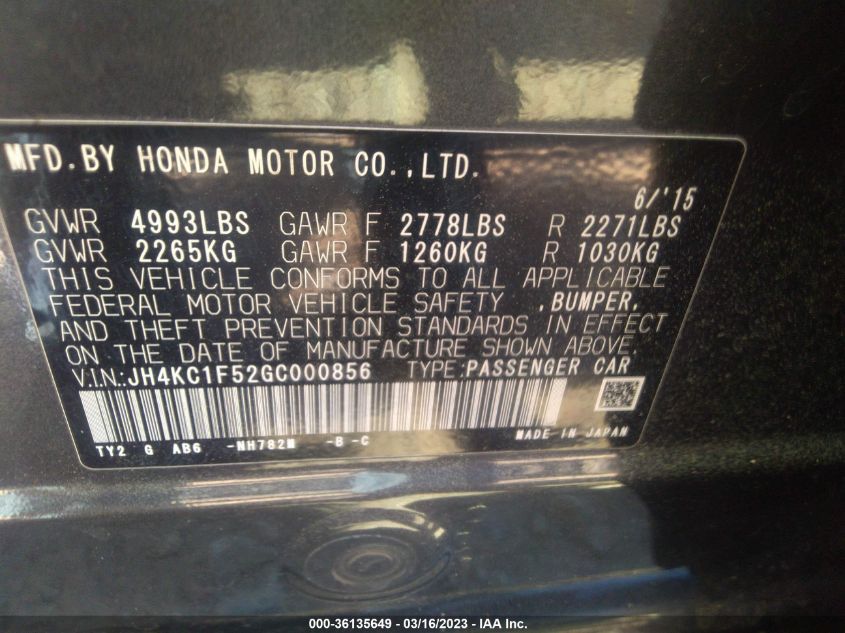 MFD.BY HONDA MOTOR CO.,LTD.
6/'15
GVWR 4993LBS GAWR F 2778LBS R 2271LBS
GVWR 2265KG GAWR F 1260KG R 1030KG
THIS VEHICLE CONFORMS TO ALL APPLICABLE
FEDERAL MOTOR VEHICLE SAFETY ,BUMPER,
AND THEFT PREVENTION STANDARDS IN EFFECT
ON THE DATE OF MANUFACTURE SHOWN ABOVE.
V.I.N.:JH4KC1F52GC000856 TYPE:PASSENGER CAR
TY2 G AB6 -NH782M -B -C MADE IN JAPAN
000-36135649 - 03/16/2023 - IAA Inc.